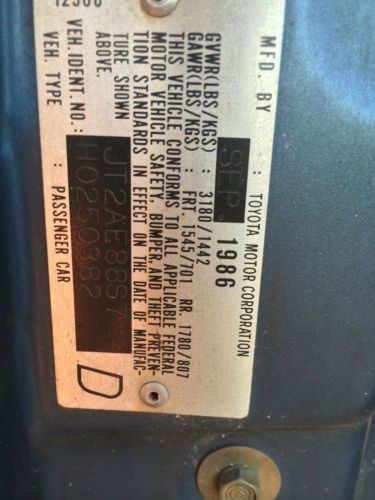 MFD. BY : TOYOTA MOTOR CORPORATION
SEP. 1986
GVWR(LBS/KGS) : 3180/1442
GAWR(LBS/KGS) : FRT. 1545/701 RR. 1780/807
THIS VEHICLE CONFORMS TO ALL APPLICABLE FEDERAL
MOTOR VEHICLE SAFETY, BUMPER, AND THEFT PREVEN-
TION STANDARDS IN EFFECT ON THE DATE OF MANUFAC-
TURE SHOWN
ABOVE.
JT2AE88S7
VEH. IDENT. NO.: H0250382
VEH. TYPE : PASSENGER CAR
D